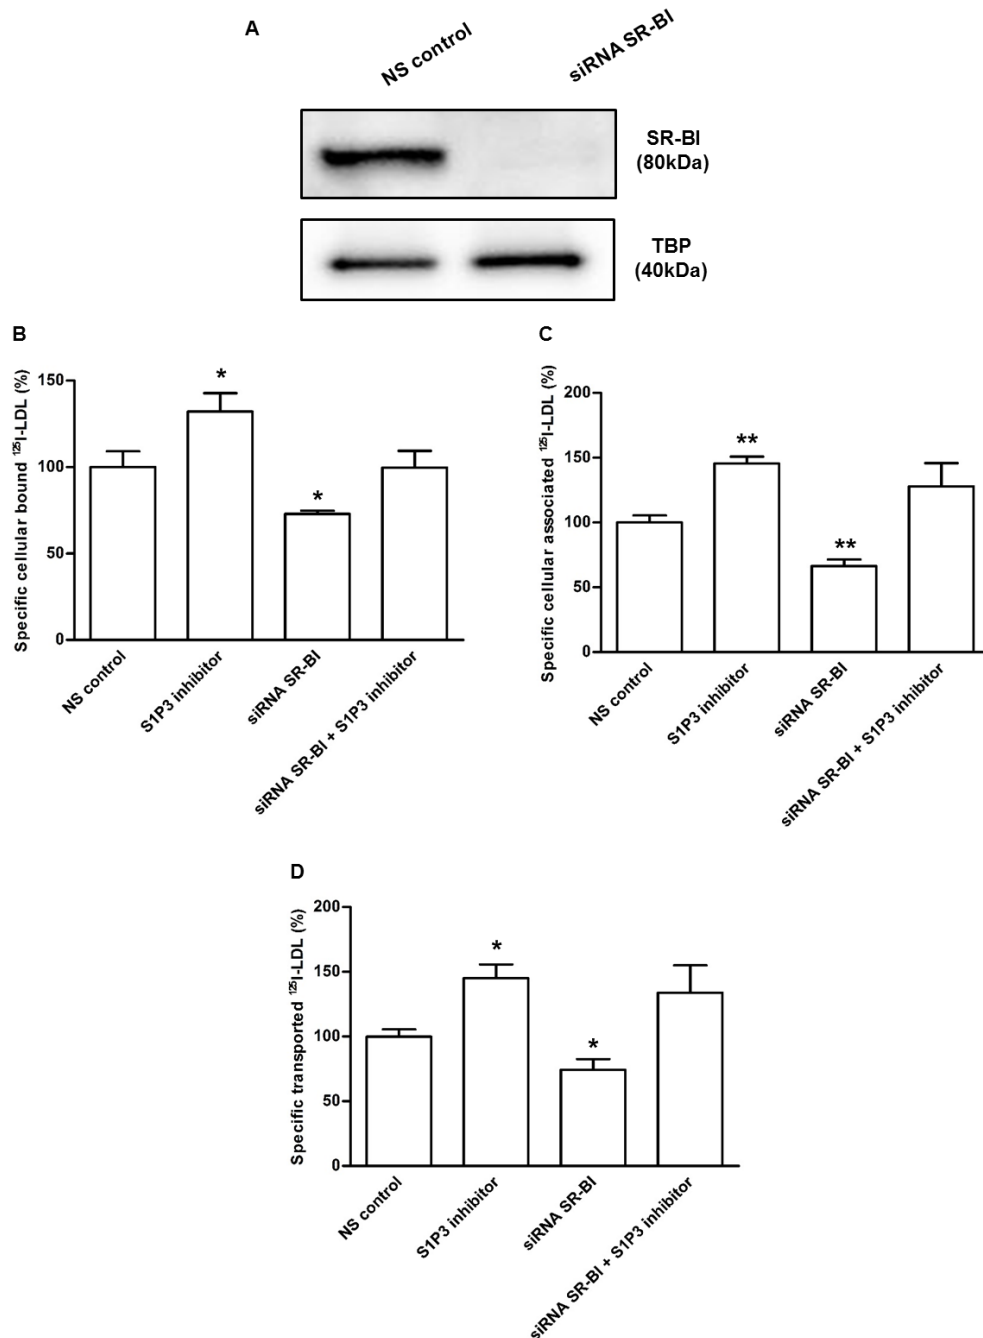 A
NS control
siRNA SR-BI
SR-BI
(80kDa)
TBP
(40kDa)
B
Specific cellular bound ¹²⁵I-LDL (%)
150
100
50
0
*
*
NS control
S1P3 inhibitor
siRNA SR-BI
siRNA SR-BI + S1P3 inhibitor
C
Specific cellular associated ¹²⁵I-LDL (%)
200
150
100
50
0
**
**
NS control
S1P3 inhibitor
siRNA SR-BI
siRNA SR-BI + S1P3 inhibitor
D
Specific transported ¹²⁵I-LDL (%)
200
150
100
50
0
*
*
NS control
S1P3 inhibitor
siRNA SR-BI
siRNA SR-BI + S1P3 inhibitor